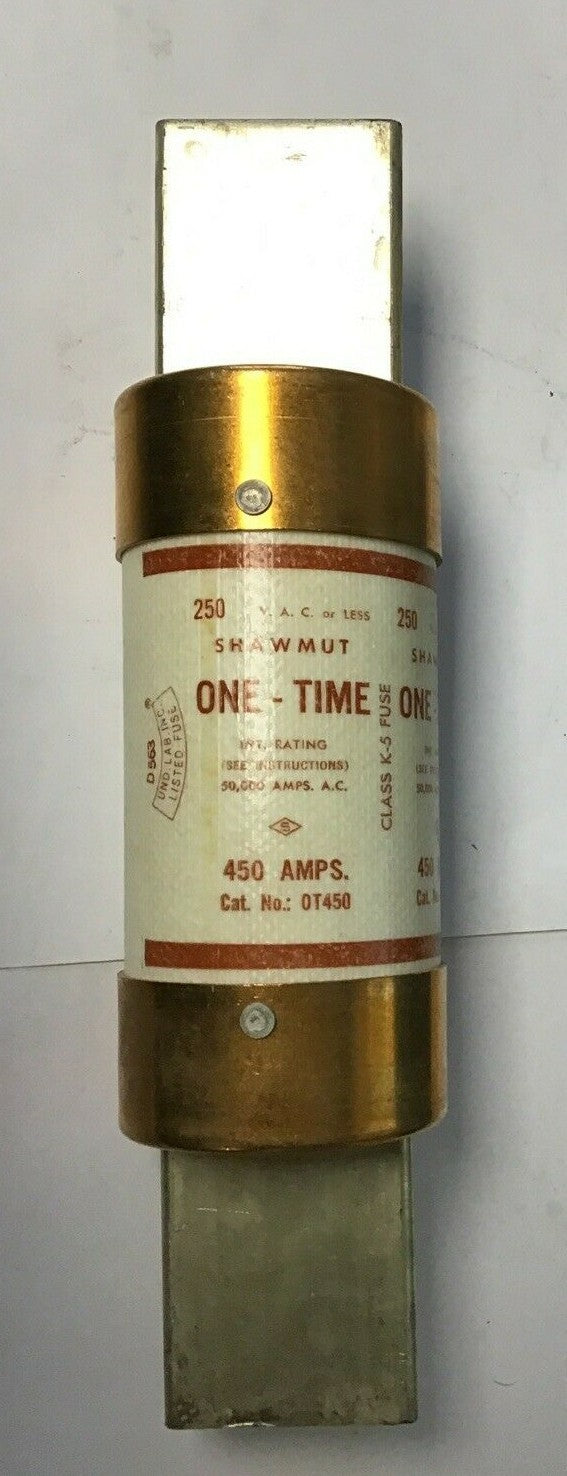 250 V. A. C. or LESS
SHAWMUT
ONE - TIME
INT. RATING
(SEE INSTRUCTIONS)
50,000 AMPS. A.C.
S
450 AMPS.
Cat. No.: OT450
D 563
UND. LAB. INC.®
LISTED FUSE
CLASS K-5 FUSE
250
SHAW
ONE -
450
Cat.